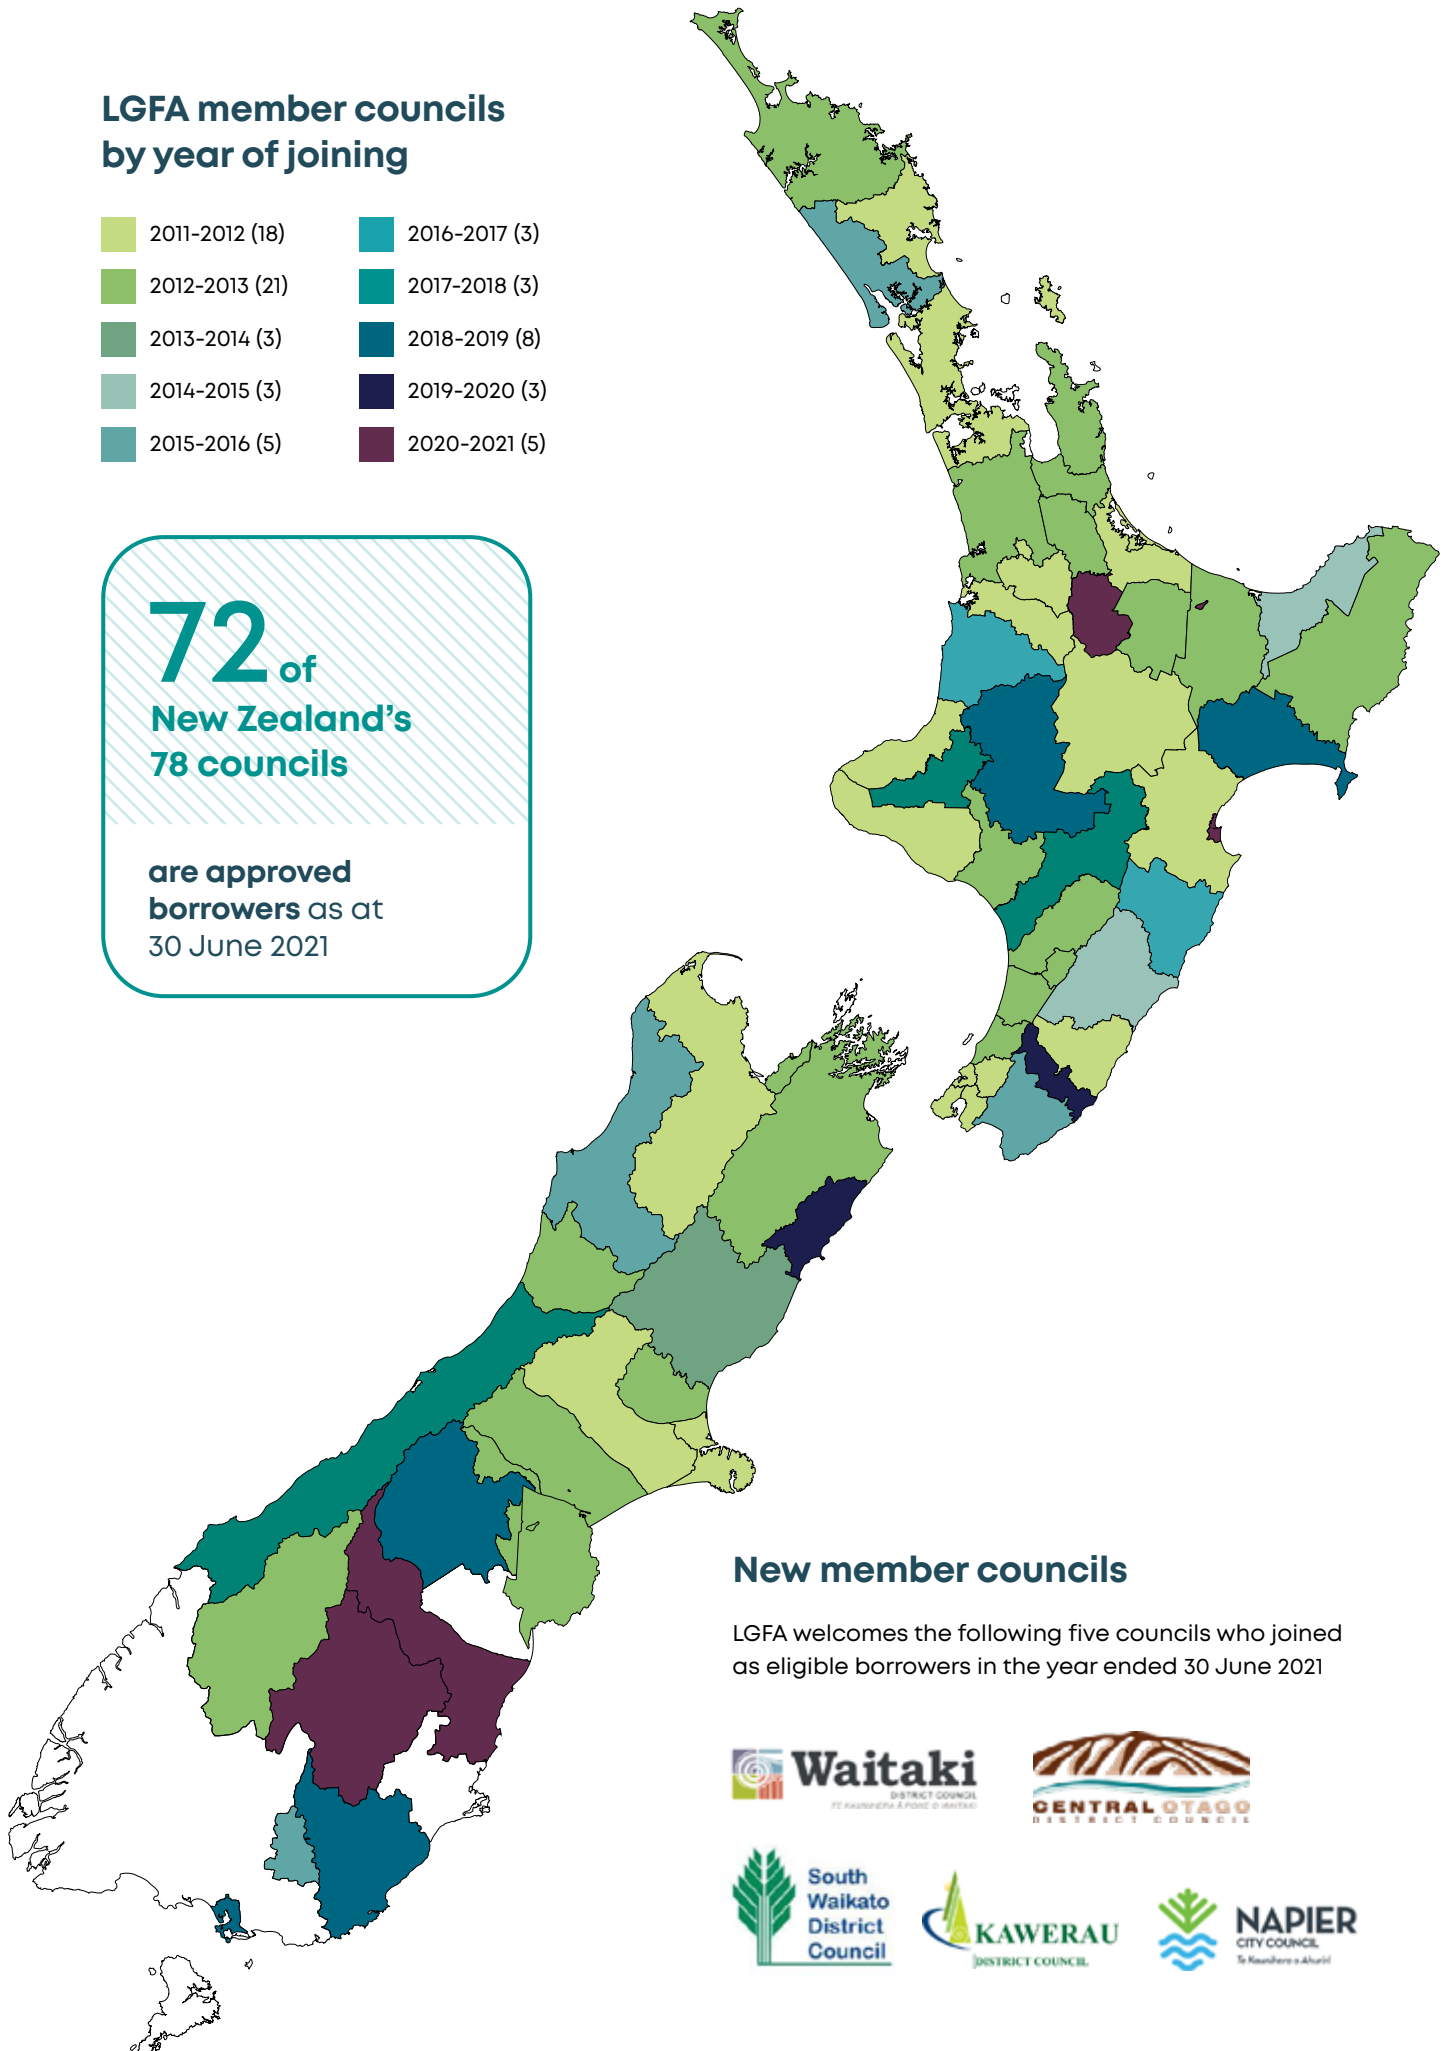 LGFA member councils
by year of joining
2011-2012 (18)
2012-2013 (21)
2013-2014 (3)
2014-2015 (3)
2015-2016 (5)
2016-2017 (3)
2017-2018 (3)
2018-2019 (8)
2019-2020 (3)
2020-2021 (5)
72 of
New Zealand's
78 councils
are approved
borrowers as at
30 June 2021
New member councils
LGFA welcomes the following five councils who joined
as eligible borrowers in the year ended 30 June 2021
Waitaki
DISTRICT COUNCIL
CENTRAL OTAGO
DISTRICT COUNCIL
South
Waikato
District
Council
KAWERAU
DISTRICT COUNCIL
NAPIER
CITY COUNCIL
Te Kaunihera o Ahuriri